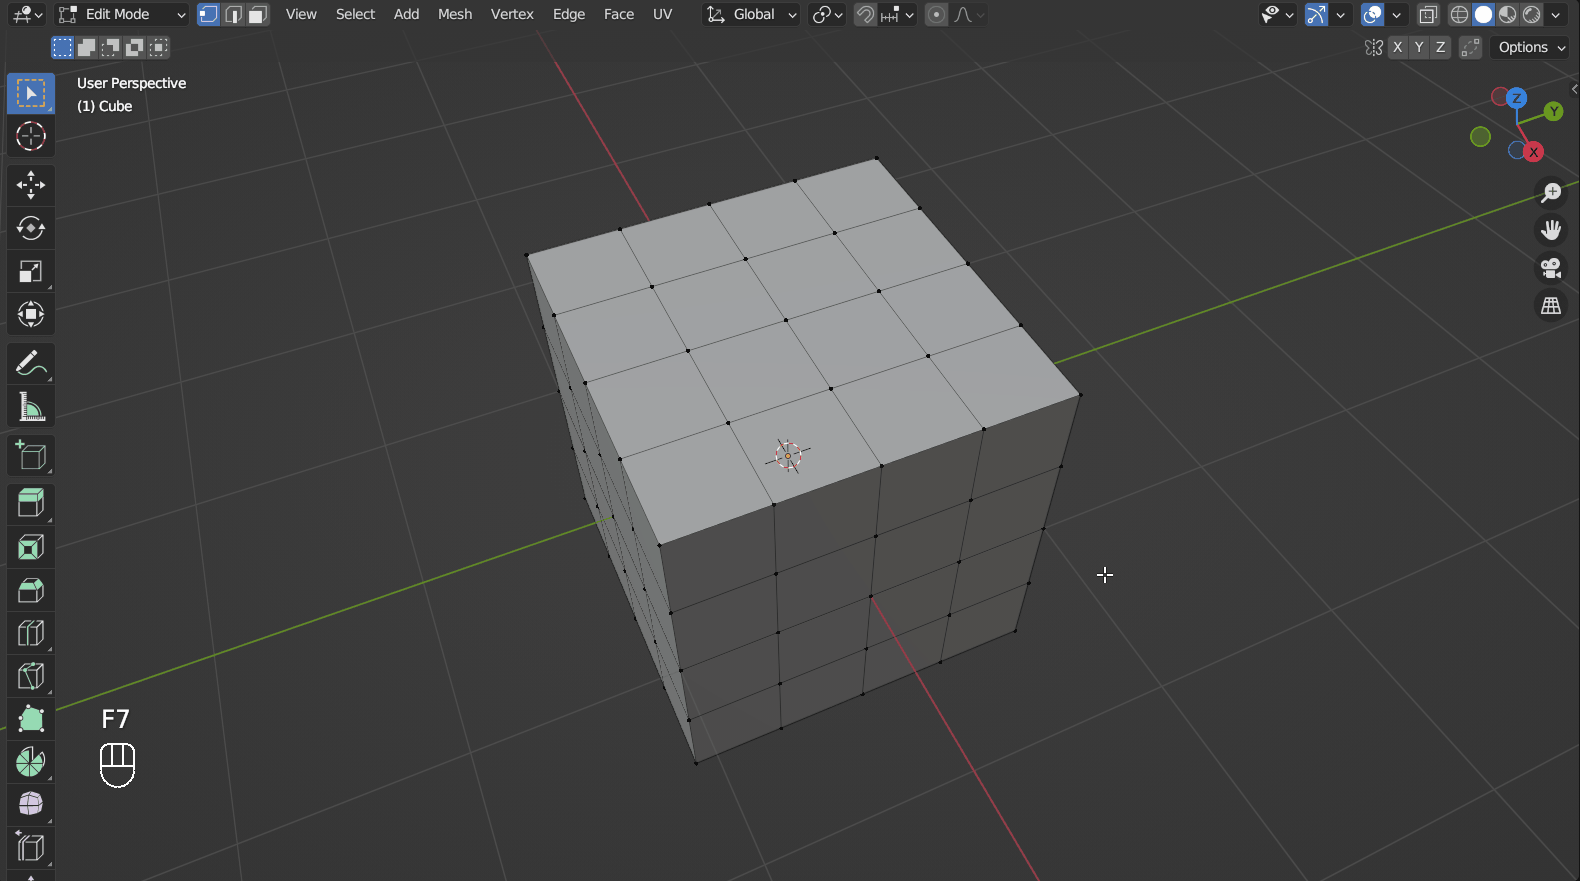 Edit Mode View Select Add Mesh Vertex Edge Face UV Global
X Y Z Options
User Perspective
(1) Cube
Z
Y
X
F7